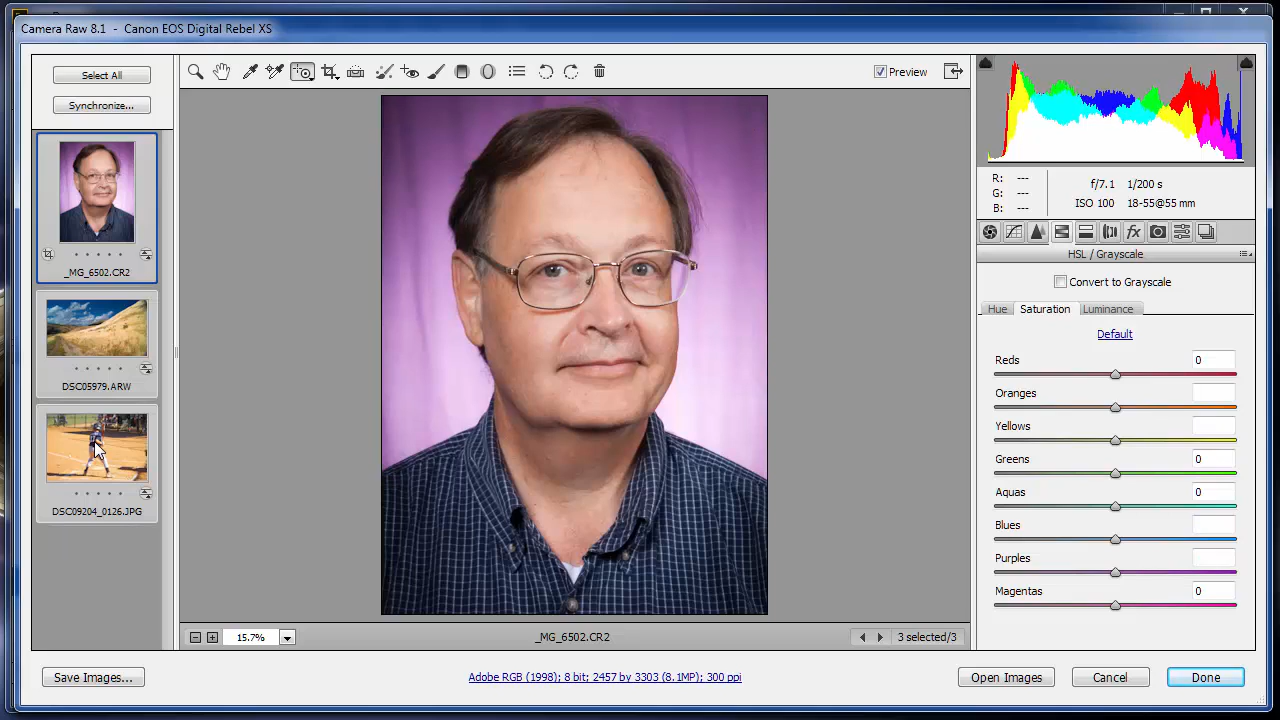 Camera Raw 8.1 - Canon EOS Digital Rebel XS
Select All
Synchronize...
_MG_6502.CR2
DSC05979.ARW
DSC09204_0126.JPG
Preview
R: ---
G: ---
B: ---
f/7.1 1/200 s
ISO 100 18-55@55 mm
fx
HSL / Grayscale
Convert to Grayscale
Hue Saturation Luminance
Default
Reds 0
Oranges
Yellows
Greens 0
Aquas 0
Blues
Purples
Magentas 0
15.7% _MG_6502.CR2 3 selected/3
Save Images... Adobe RGB (1998); 8 bit; 2457 by 3303 (8.1MP); 300 ppi Open Images Cancel Done